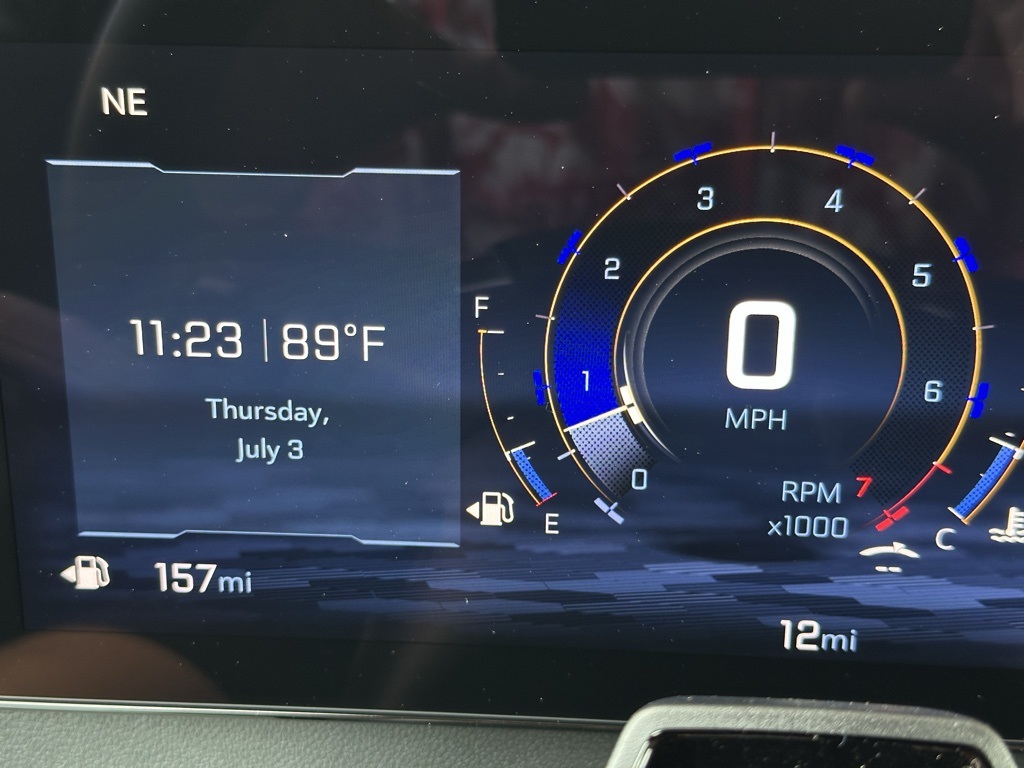 NE
11:23 | 89°F
Thursday,
July 3
157mi
F
E
3
4
2
5
1
6
0
7
0
MPH
RPM
x1000
C
12mi